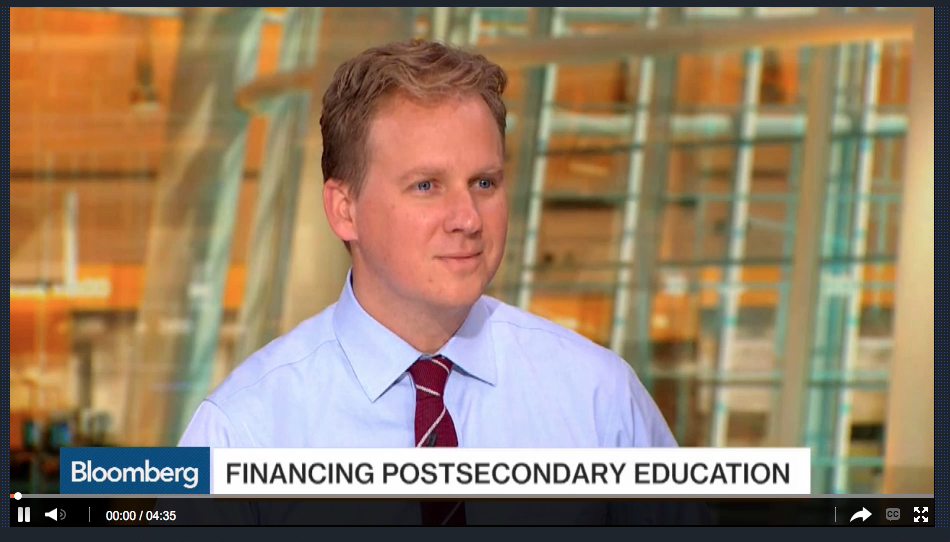 Bloomberg
FINANCING POSTSECONDARY EDUCATION
00:00 / 04:35
CC